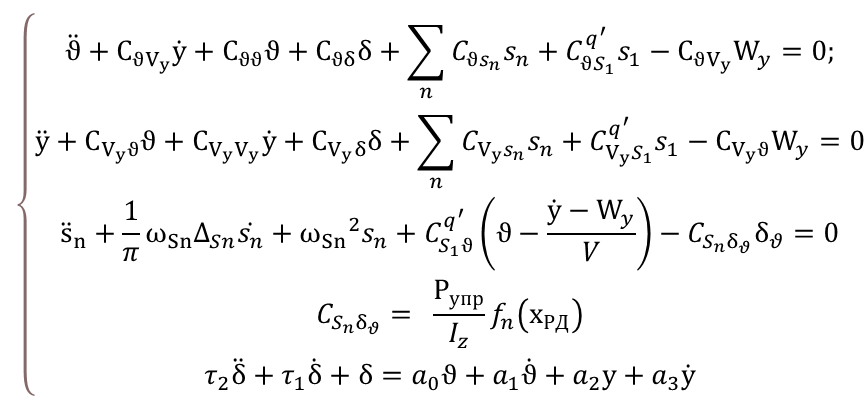 ϑ̈ + C_{ϑV_y}ẏ + C_{ϑϑ}ϑ + C_{ϑδ}δ + ∑_n C_{ϑs_n}s_n + C^{q′}_{ϑS_1}s_1 − C_{ϑV_y}W_y = 0;
ÿ + C_{V_yϑ}ϑ + C_{V_yV_y}ẏ + C_{V_yδ}δ + ∑_n C_{V_ys_n}s_n + C^{q′}_{V_yS_1}s_1 − C_{V_yϑ}W_y = 0
s̈_n + (1/π)ω_{Sn}Δ_{Sn}ṡ_n + ω_{Sn}²s_n + C^{q′}_{S_1ϑ}(ϑ − (ẏ − W_y)/V) − C_{S_nδ_ϑ}δ_ϑ = 0
C_{S_nδ_ϑ} = (P_{упр}/I_z) f_n(x_{РД})
τ_2δ̈ + τ_1δ̇ + δ = a_0ϑ + a_1ϑ̇ + a_2y + a_3ẏ